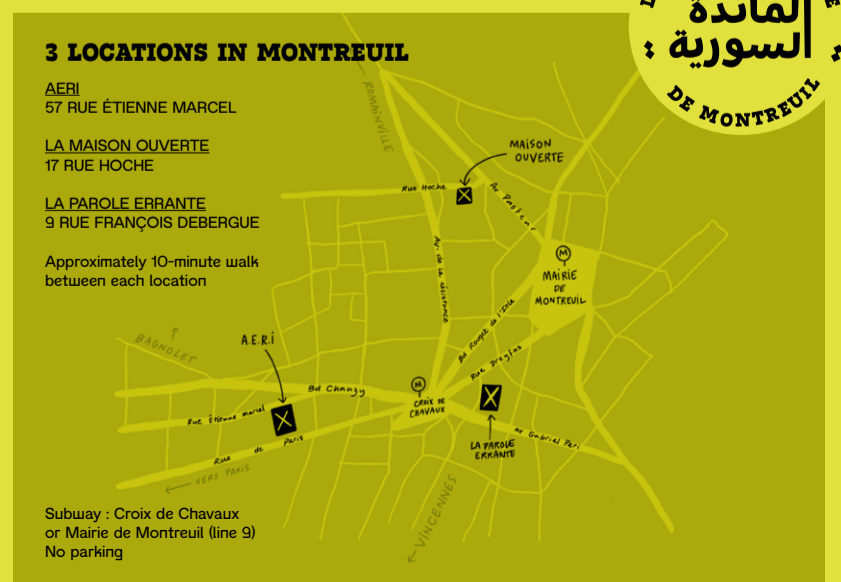 3 LOCATIONS IN MONTREUIL
AERI
57 RUE ÉTIENNE MARCEL
LA MAISON OUVERTE
17 RUE HOCHE
LA PAROLE ERRANTE
9 RUE FRANÇOIS DEBERGUE
Approximately 10-minute walk
between each location
المائدة
السورية
DE MONTREUIL
ROMAINVILLE
MAISON
OUVERTE
Rue Hoche
Av Pasteur
Av. de la résistance
M
MAIRIE
DE
MONTREUIL
Bd Rouget de l'Isle
Rue Dreyfus
BAGNOLET
A.E.R.i
Bd Chanzy
M
CROIX DE
CHAVAUX
Rue Étienne marcel
Rue de Paris
VERS PARIS
LA PAROLE
ERRANTE
Av Gabriel Peri
VINCENNES
Subway : Croix de Chavaux
or Mairie de Montreuil (line 9)
No parking